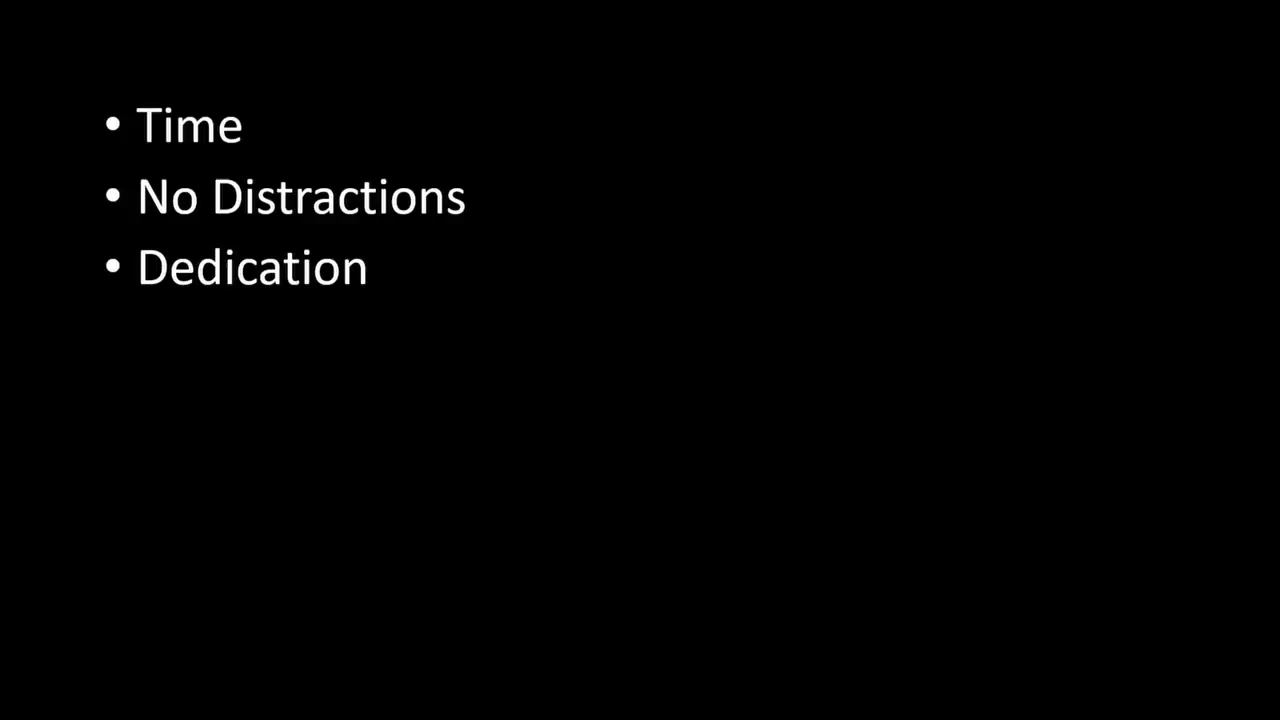 • Time
• No Distractions
• Dedication